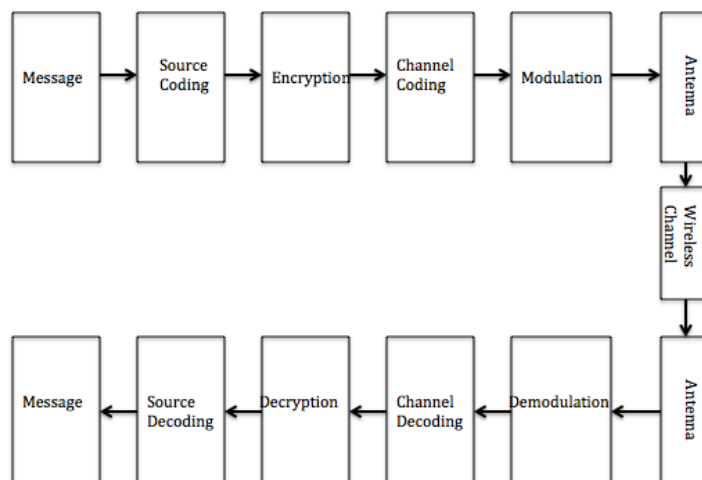 Message
Source
Coding
Encryption
Channel
Coding
Modulation
Antenna
Wireless
Channel
Antenna
Demodulation
Channel
Decoding
Decryption
Source
Decoding
Message